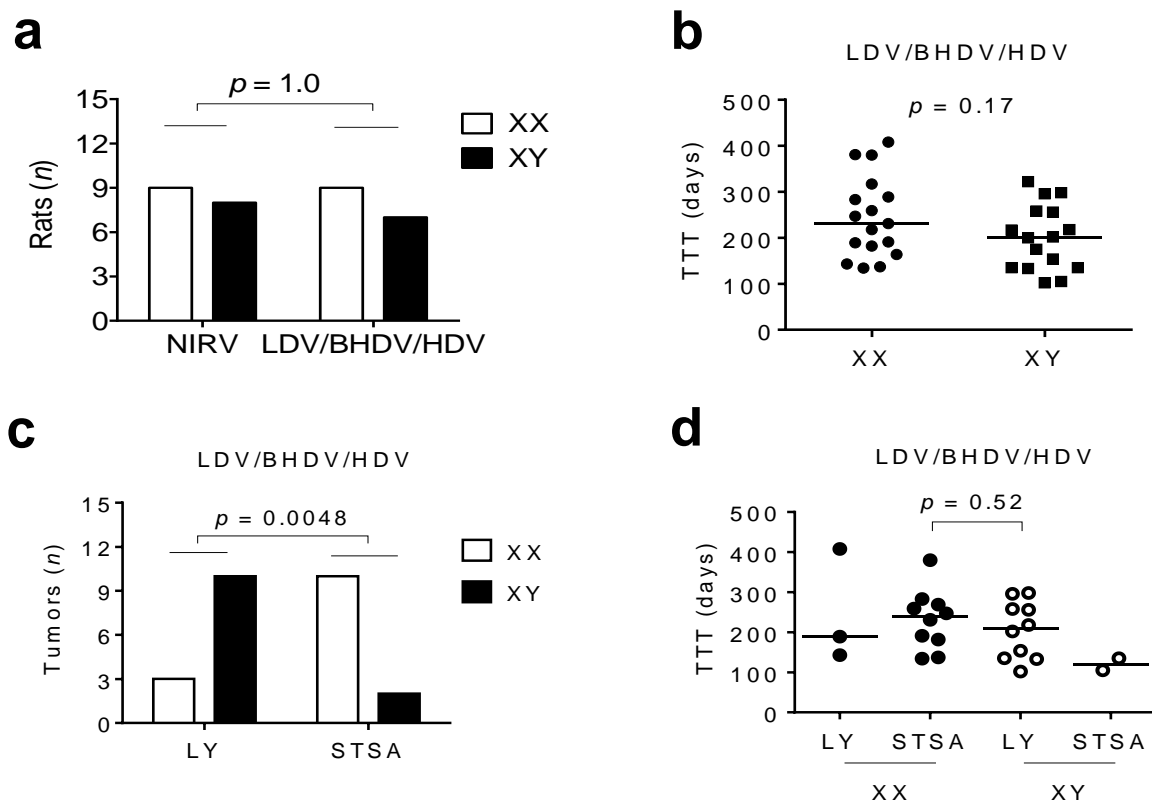 a
p = 1.0
15
12
9
6
3
0
Rats (n)
XX
XY
NIRV LDV/BHDV/HDV
b
LDV/BHDV/HDV
p = 0.17
500
400
300
200
100
0
TTT (days)
XX XY
c
LDV/BHDV/HDV
p = 0.0048
15
12
9
6
3
0
Tumors (n)
XX
XY
LY STSA
d
LDV/BHDV/HDV
p = 0.52
500
400
300
200
100
0
TTT (days)
LY STSA LY STSA
XX XY